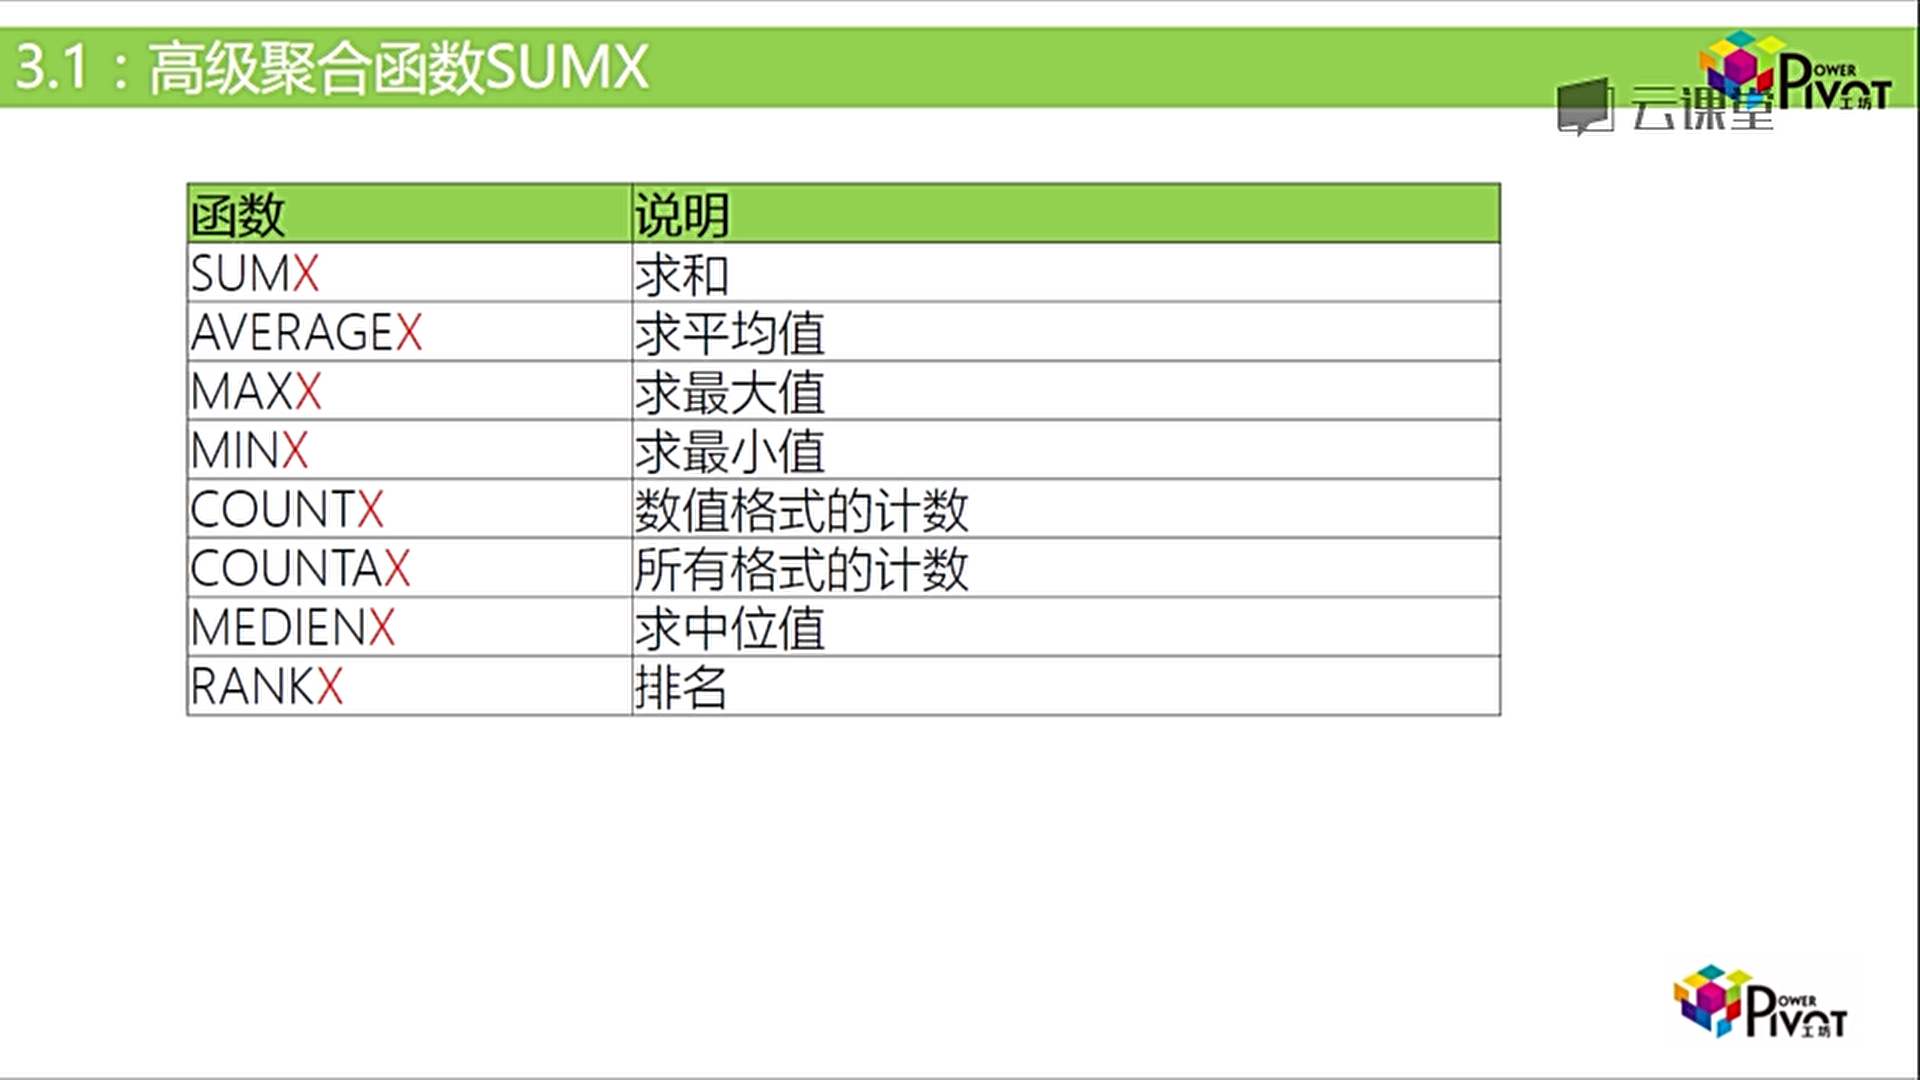 3.1：高级聚合函数SUMX
POWER PIVOT 工坊
云课堂
函数 说明
SUMX 求和
AVERAGEX 求平均值
MAXX 求最大值
MINX 求最小值
COUNTX 数值格式的计数
COUNTAX 所有格式的计数
MEDIENX 求中位值
RANKX 排名
POWER PIVOT 工坊